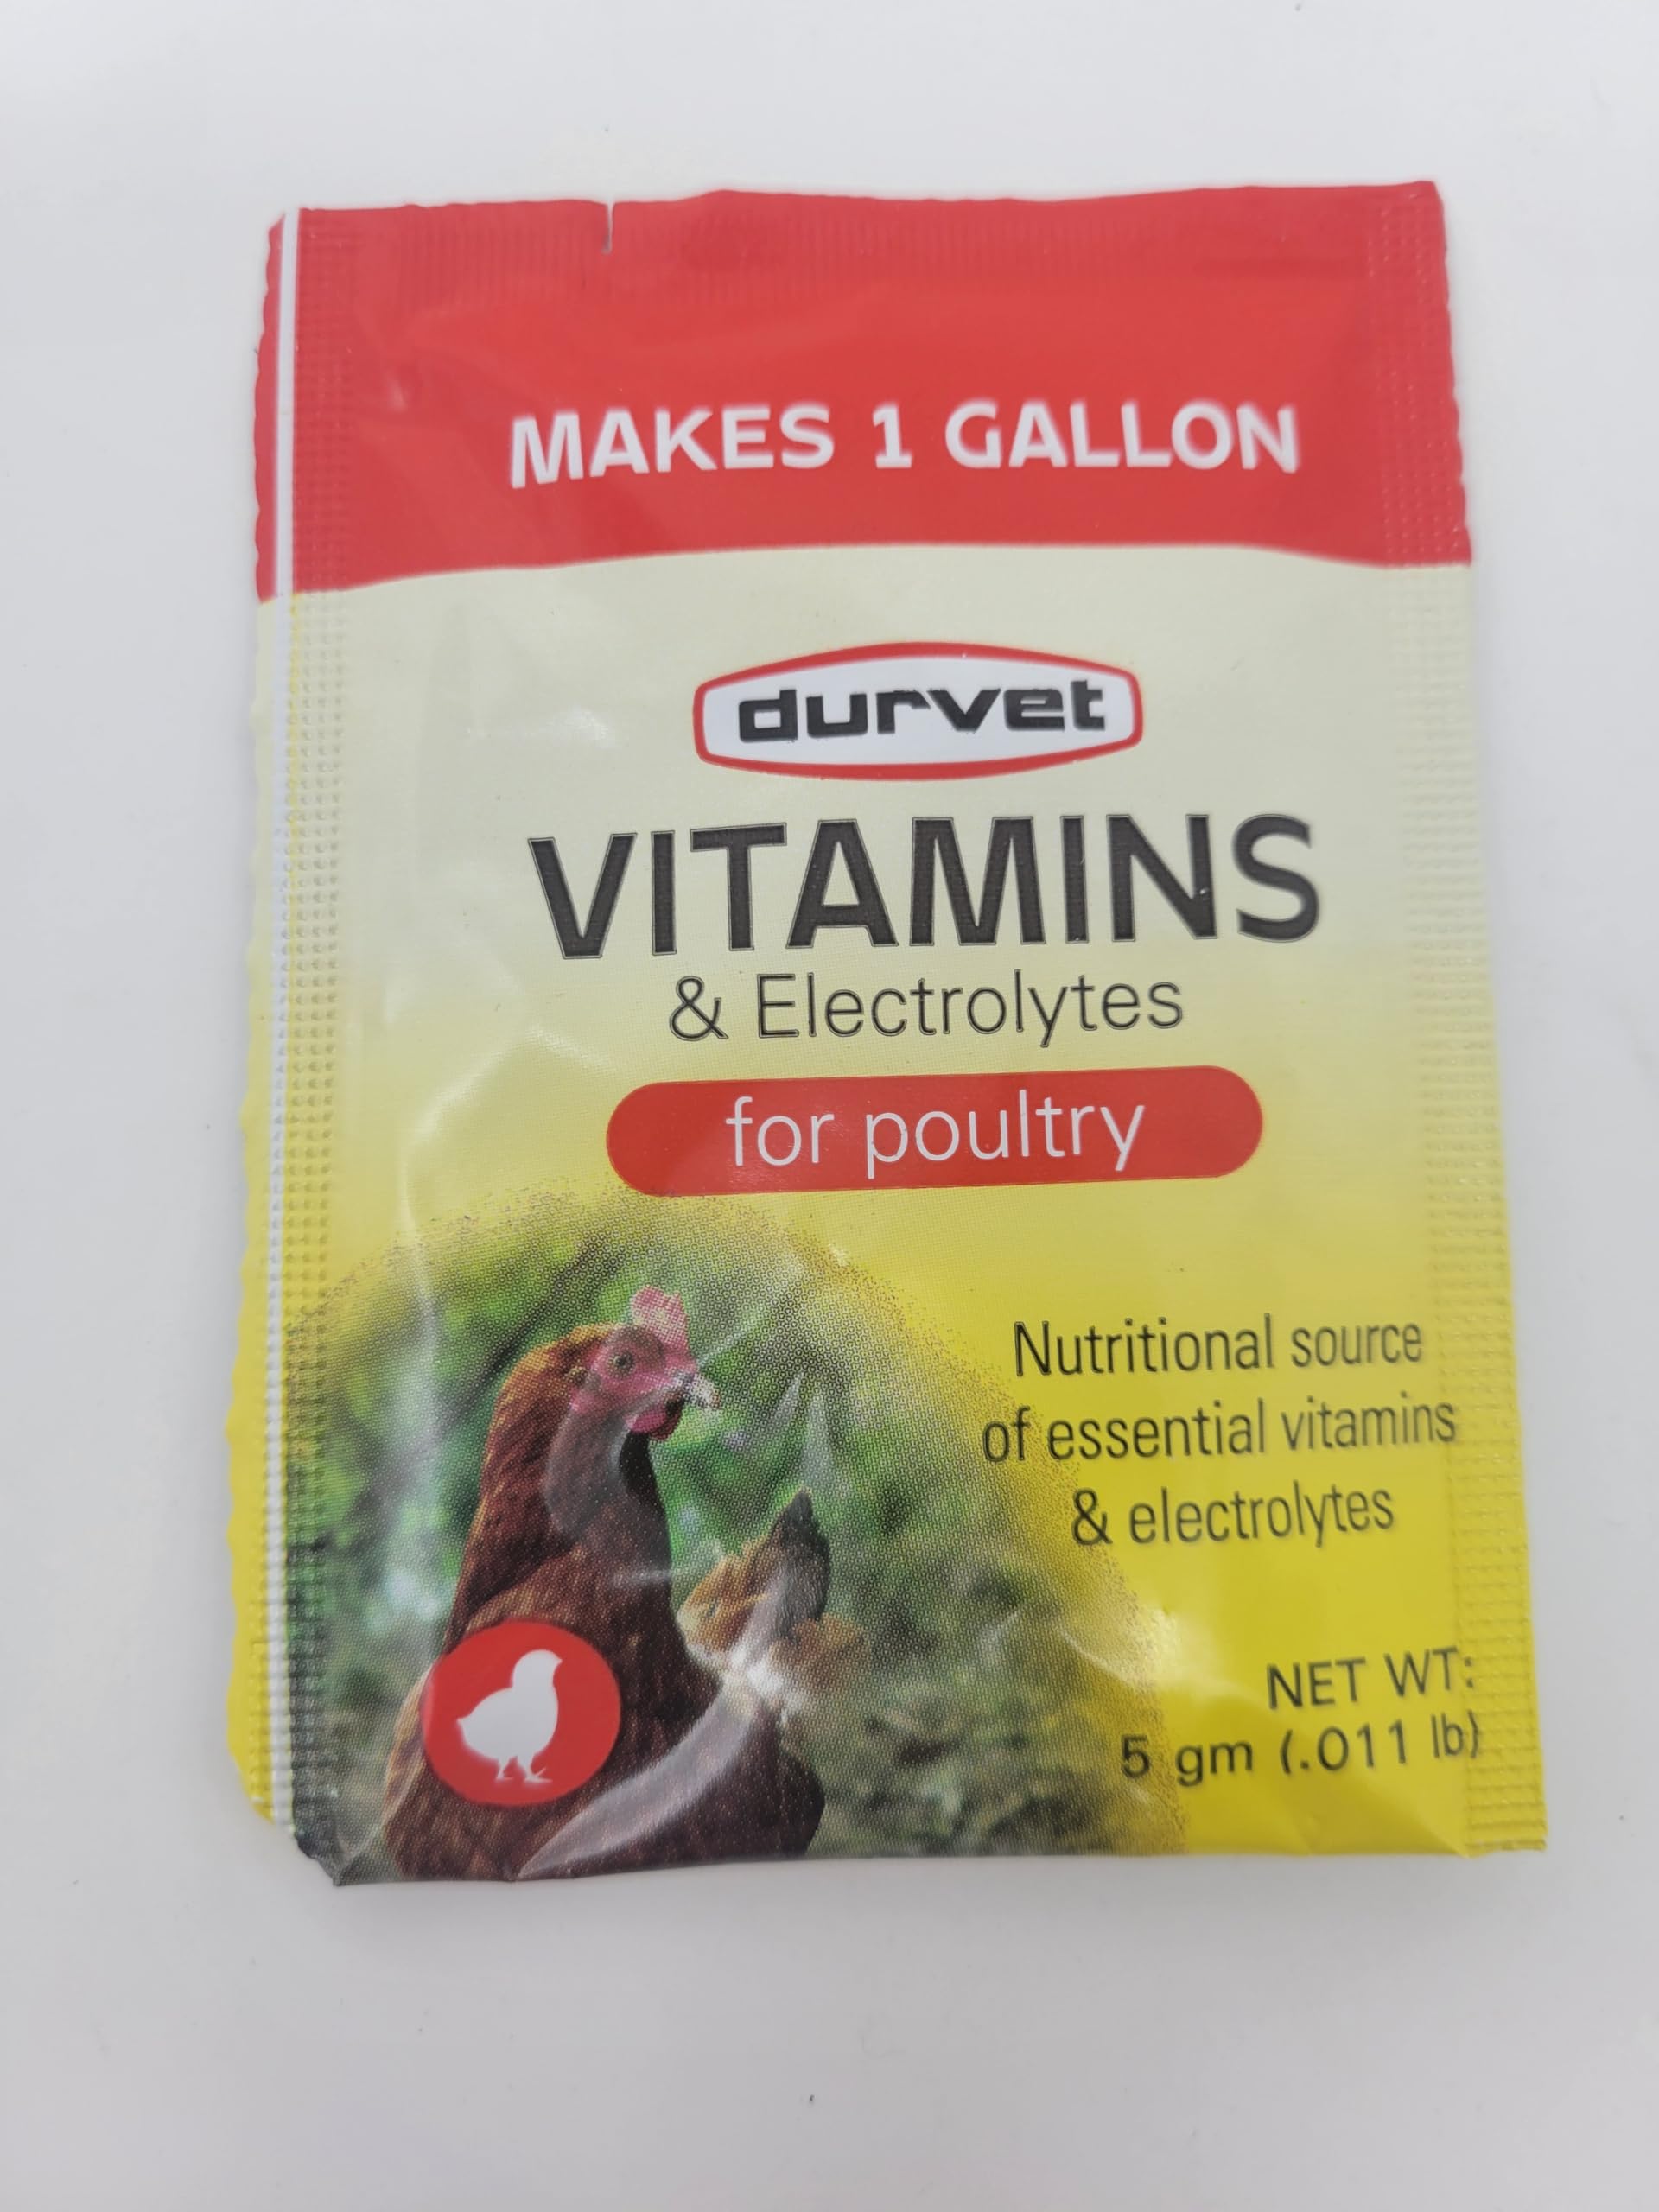 MAKES 1 GALLON
durvet
VITAMINS
& Electrolytes
for poultry
Nutritional source
of essential vitamins
& electrolytes
NET WT:
5 gm (.011 lb)